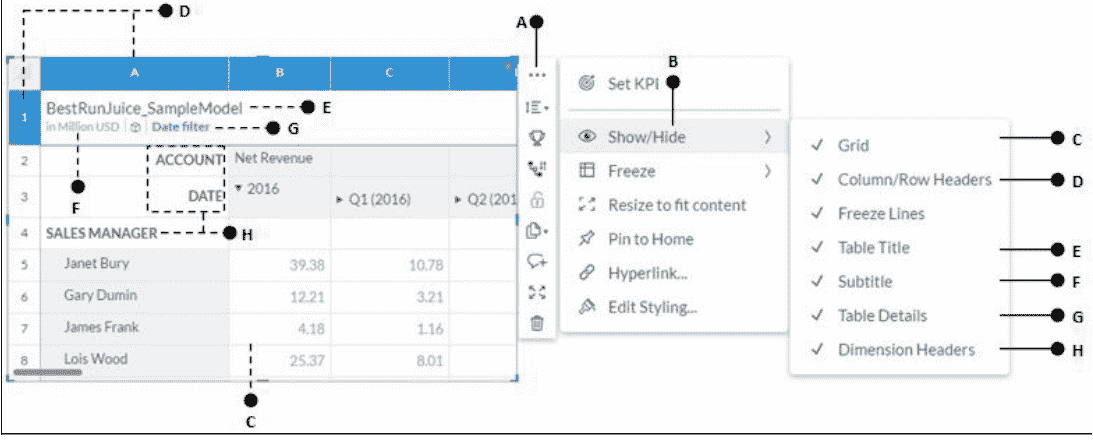 D
A
B
A B C
Set KPI
BestRunJuice_SampleModel E
in Million USD Date filter G
1
Show/Hide
Grid C
2 ACCOUNT Net Revenue
Freeze
Column/Row Headers D
3 DATE 2016 Q1 (2016) Q2 (201
F
Resize to fit content
Freeze Lines
4 SALES MANAGER H
Pin to Home
Table Title E
5 Janet Bury 39.38 10.78
Hyperlink...
Subtitle F
6 Gary Dumin 12.21 3.21
Edit Styling...
Table Details G
7 James Frank 4.18 1.16
Dimension Headers H
8 Lois Wood 25.37 8.01
C